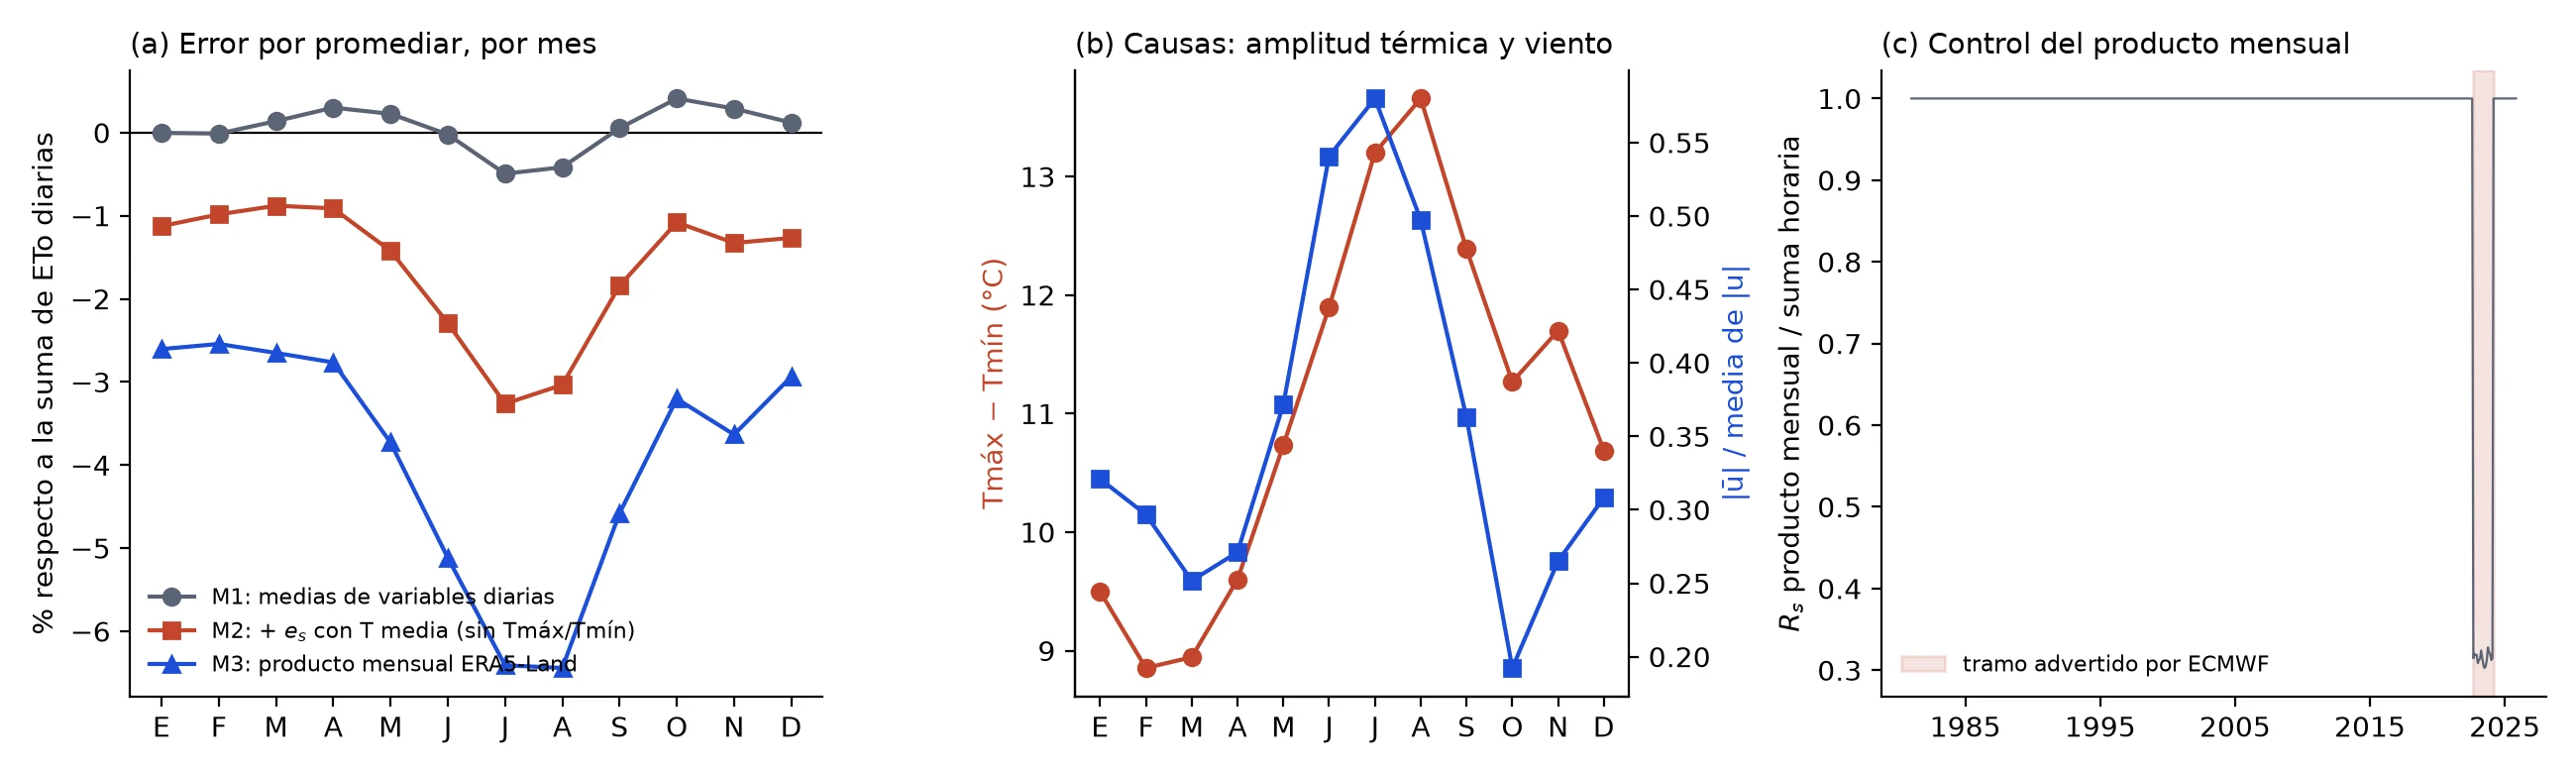 (a) Error por promediar, por mes
% respecto a la suma de ETo diarias
0
−1
−2
−3
−4
−5
−6
M1: medias de variables diarias
M2: + es con T media (sin Tmáx/Tmín)
M3: producto mensual ERA5-Land
E F M A M J J A S O N D
(b) Causas: amplitud térmica y viento
Tmáx − Tmín (°C)
13
12
11
10
9
0.55
0.50
0.45
0.40
0.35
0.30
0.25
0.20
|ū| / media de |u|
E F M A M J J A S O N D
(c) Control del producto mensual
Rs producto mensual / suma horaria
1.0
0.9
0.8
0.7
0.6
0.5
0.4
0.3
tramo advertido por ECMWF
1985 1995 2005 2015 2025